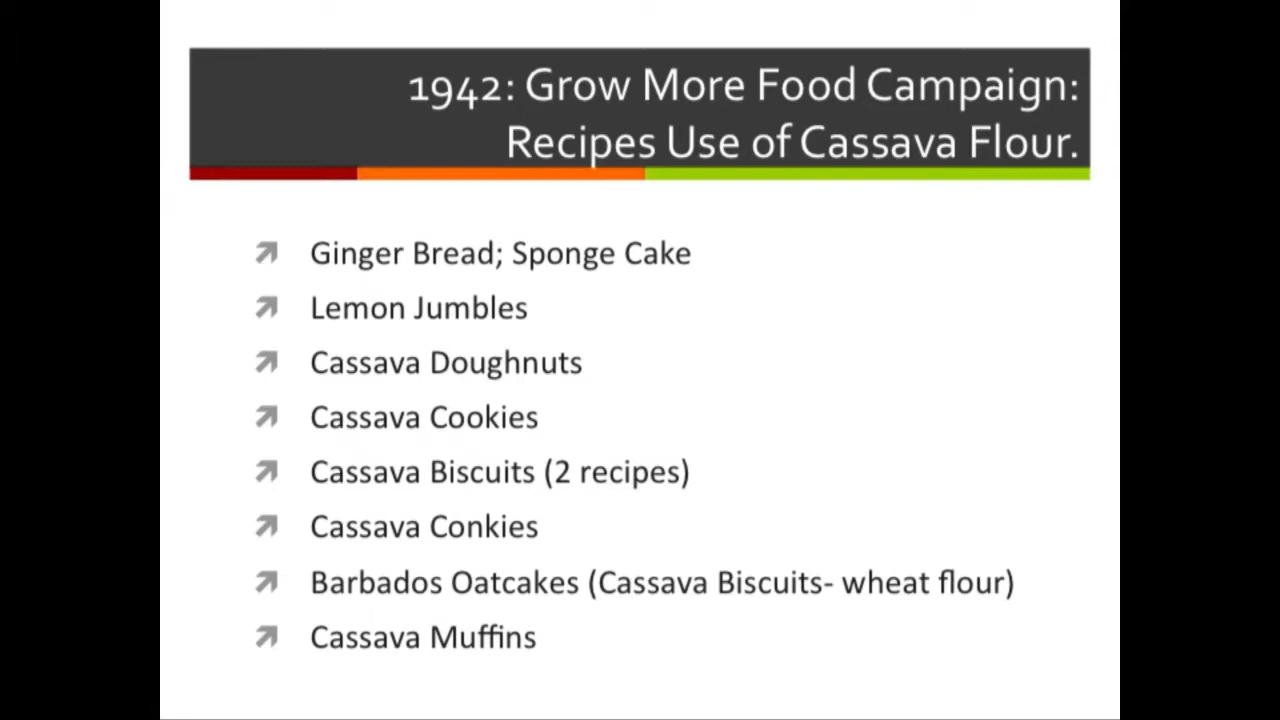 1942: Grow More Food Campaign:
Recipes Use of Cassava Flour.
Ginger Bread; Sponge Cake
Lemon Jumbles
Cassava Doughnuts
Cassava Cookies
Cassava Biscuits (2 recipes)
Cassava Conkies
Barbados Oatcakes (Cassava Biscuits- wheat flour)
Cassava Muffins